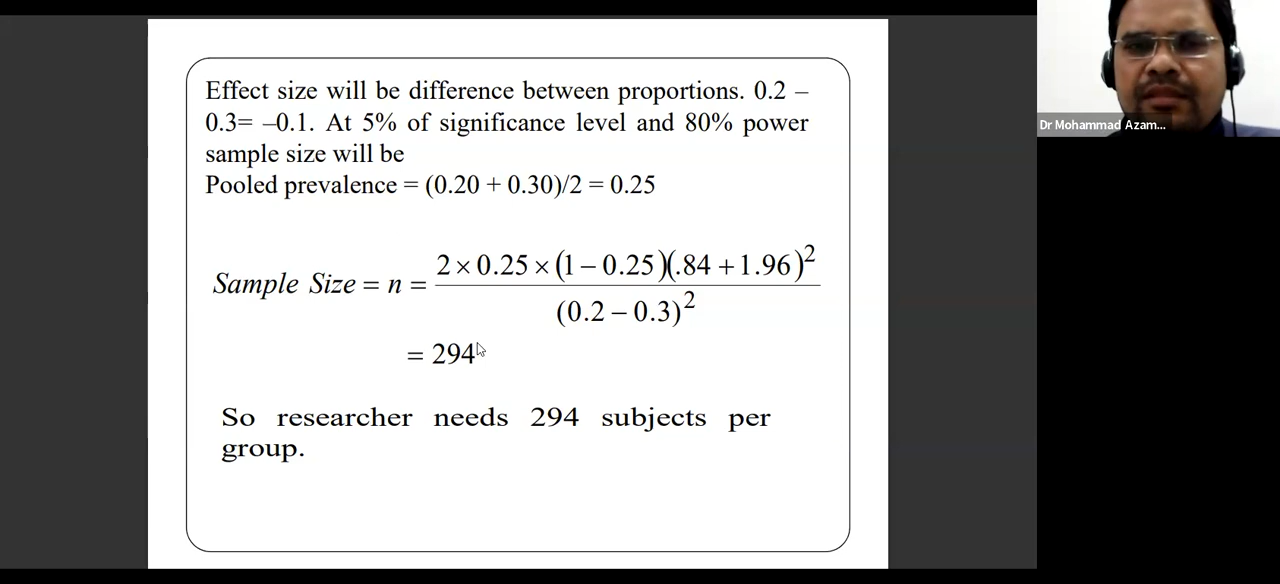 Effect size will be difference between proportions. 0.2 –
0.3= –0.1. At 5% of significance level and 80% power
sample size will be
Pooled prevalence = (0.20 + 0.30)/2 = 0.25
Sample Size = n = 2 × 0.25 × (1 − 0.25)(.84 + 1.96)²
(0.2 − 0.3)²
= 294
So researcher needs 294 subjects per
group.
Dr Mohammad Azam...